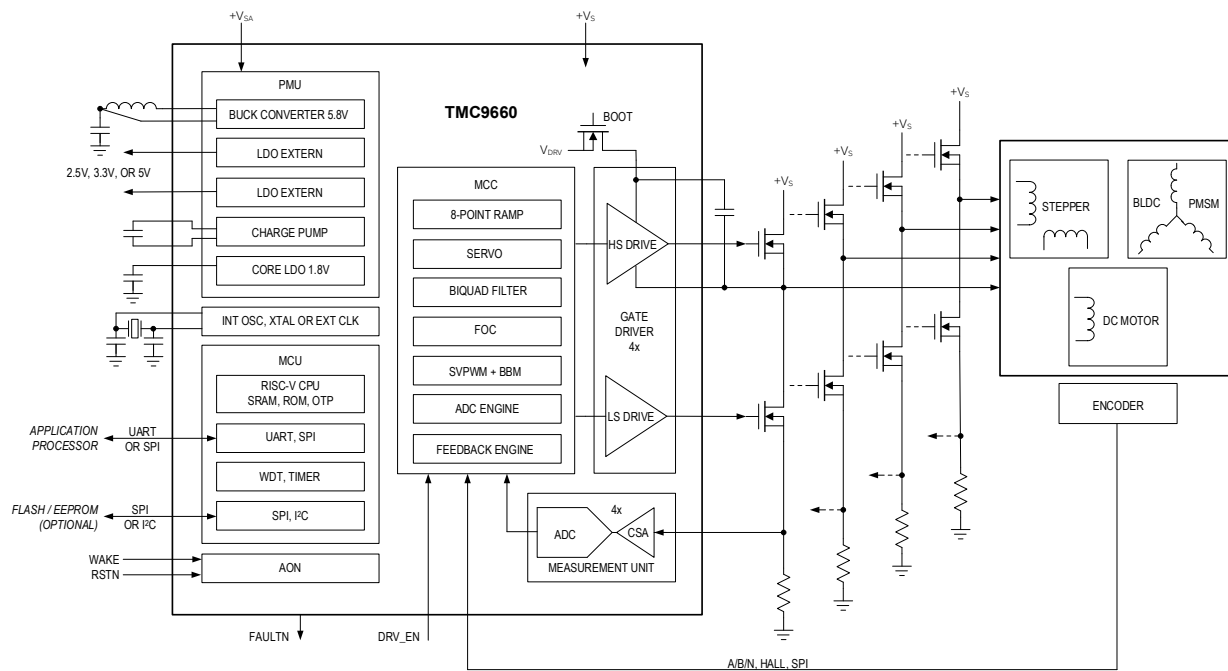 +VSA
+VS
PMU
BUCK CONVERTER 5.8V
LDO EXTERN
2.5V, 3.3V, OR 5V
LDO EXTERN
CHARGE PUMP
CORE LDO 1.8V
INT OSC, XTAL OR EXT CLK
MCU
RISC-V CPU
SRAM, ROM, OTP
APPLICATION
PROCESSOR
UART
OR SPI
UART, SPI
WDT, TIMER
FLASH / EEPROM
(OPTIONAL)
SPI
OR I²C
SPI, I²C
WAKE
RSTN
AON
FAULTN
TMC9660
BOOT
VDRV
MCC
8-POINT RAMP
SERVO
BIQUAD FILTER
FOC
SVPWM + BBM
ADC ENGINE
FEEDBACK ENGINE
HS DRIVE
GATE
DRIVER
4x
LS DRIVE
4x
ADC
CSA
MEASUREMENT UNIT
DRV_EN
+VS
+VS
+VS
+VS
STEPPER
BLDC
PMSM
DC MOTOR
ENCODER
A/B/N, HALL, SPI